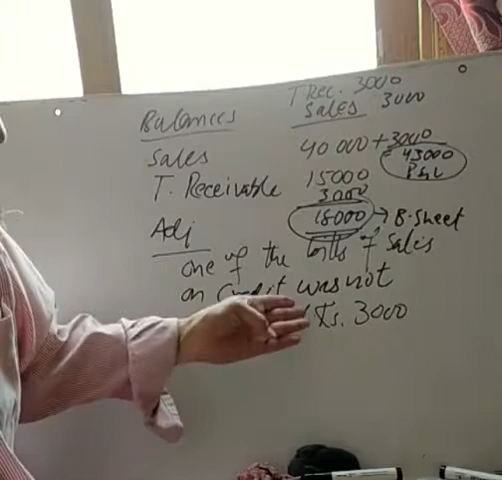 T Rec. 3000
Balances Sales 3000
Sales 40 000 + 3000
= 43000
P&L
T. Receivable 15000
3000
18000 → B. Sheet
Adj
one of the bills of Sales
on Credit was not
Rs. 3000